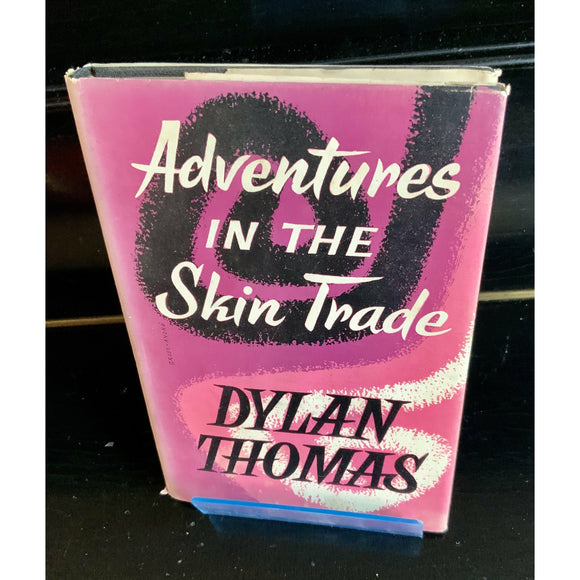 Adventures
IN THE
Skin Trade
DYLAN
THOMAS